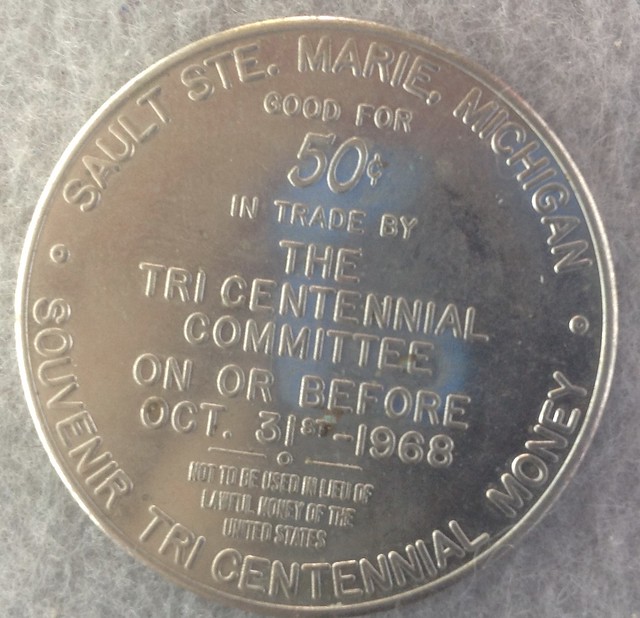 SAULT STE. MARIE, MICHIGAN
GOOD FOR
50¢
IN TRADE BY
THE
TRI CENTENNIAL
COMMITTEE
ON OR BEFORE
OCT. 31ST-1968
NOT TO BE USED IN LIEU OF
LAWFUL MONEY OF THE
UNITED STATES
SOUVENIR TRI CENTENNIAL MONEY